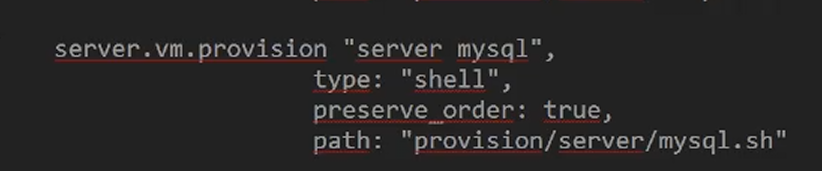 server.vm.provision "server mysql",
type: "shell",
preserve_order: true,
path: "provision/server/mysql.sh"